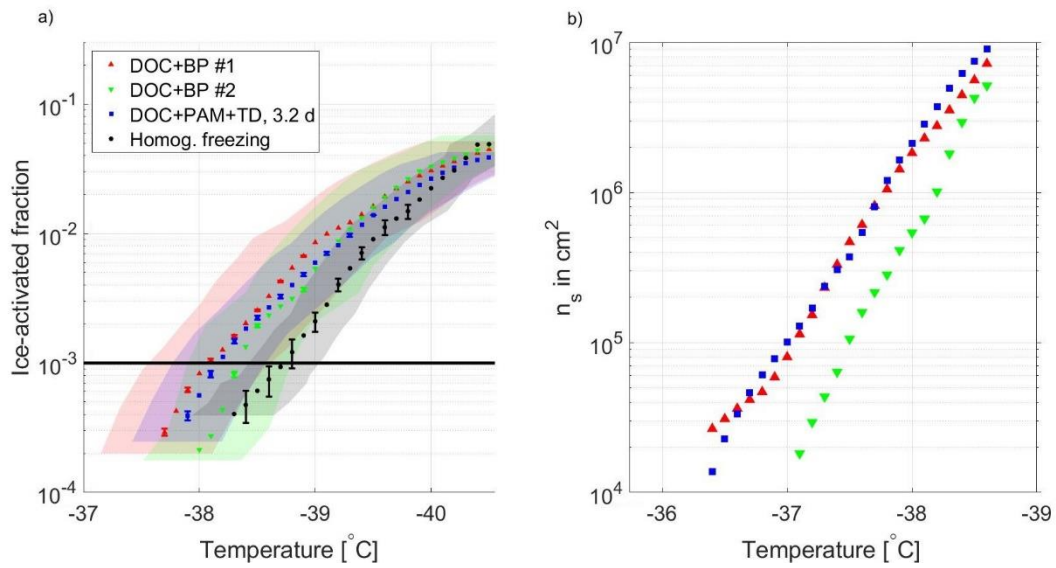 a)
DOC+BP #1
DOC+BP #2
DOC+PAM+TD, 3.2 d
Homog. freezing
Ice-activated fraction
10^-1
10^-2
10^-3
10^-4
-37
-38
-39
-40
Temperature [°C]
b)
n_s in cm^2
10^7
10^6
10^5
10^4
-36
-37
-38
-39
Temperature [°C]